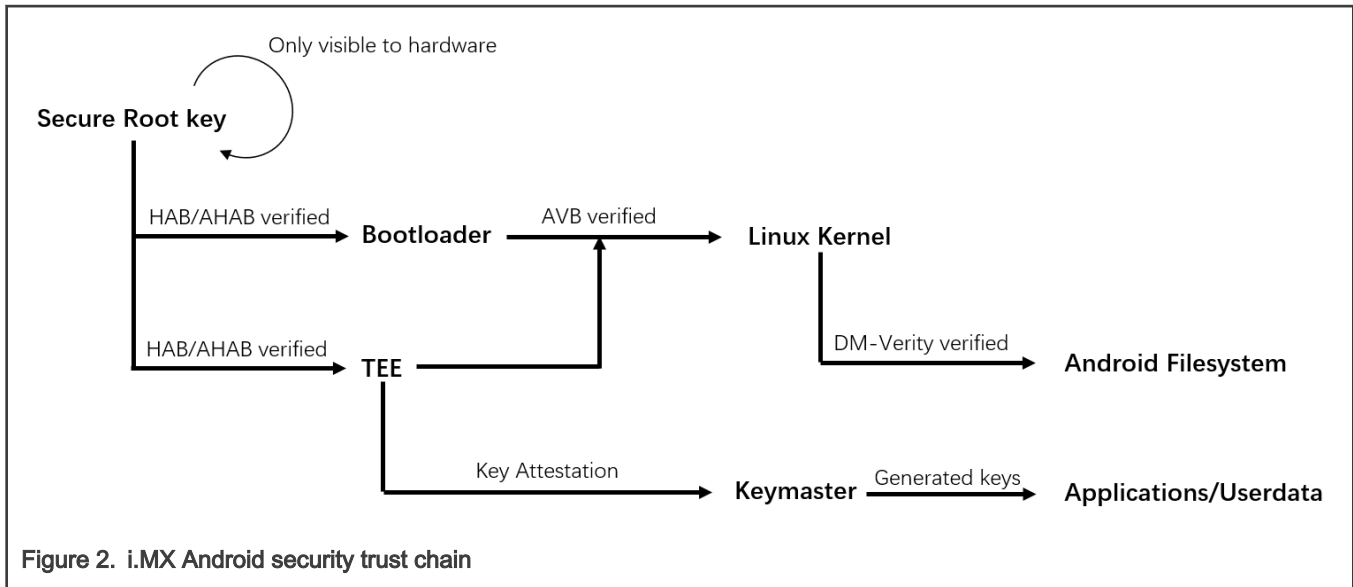 Only visible to hardware
Secure Root key
HAB/AHAB verified
Bootloader
AVB verified
Linux Kernel
HAB/AHAB verified
TEE
DM-Verity verified
Android Filesystem
Key Attestation
Keymaster
Generated keys
Applications/Userdata
Figure 2. i.MX Android security trust chain